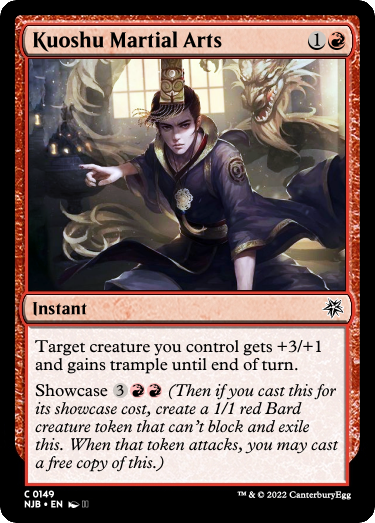 Kuoshu Martial Arts 1
Instant
Target creature you control gets +3/+1
and gains trample until end of turn.
Showcase 3 (Then if you cast this for
its showcase cost, create a 1/1 red Bard
creature token that can't block and exile
this. When that token attacks, you may cast
a free copy of this.)
C 0149
NJB • EN
™ & © 2022 CanterburyEgg